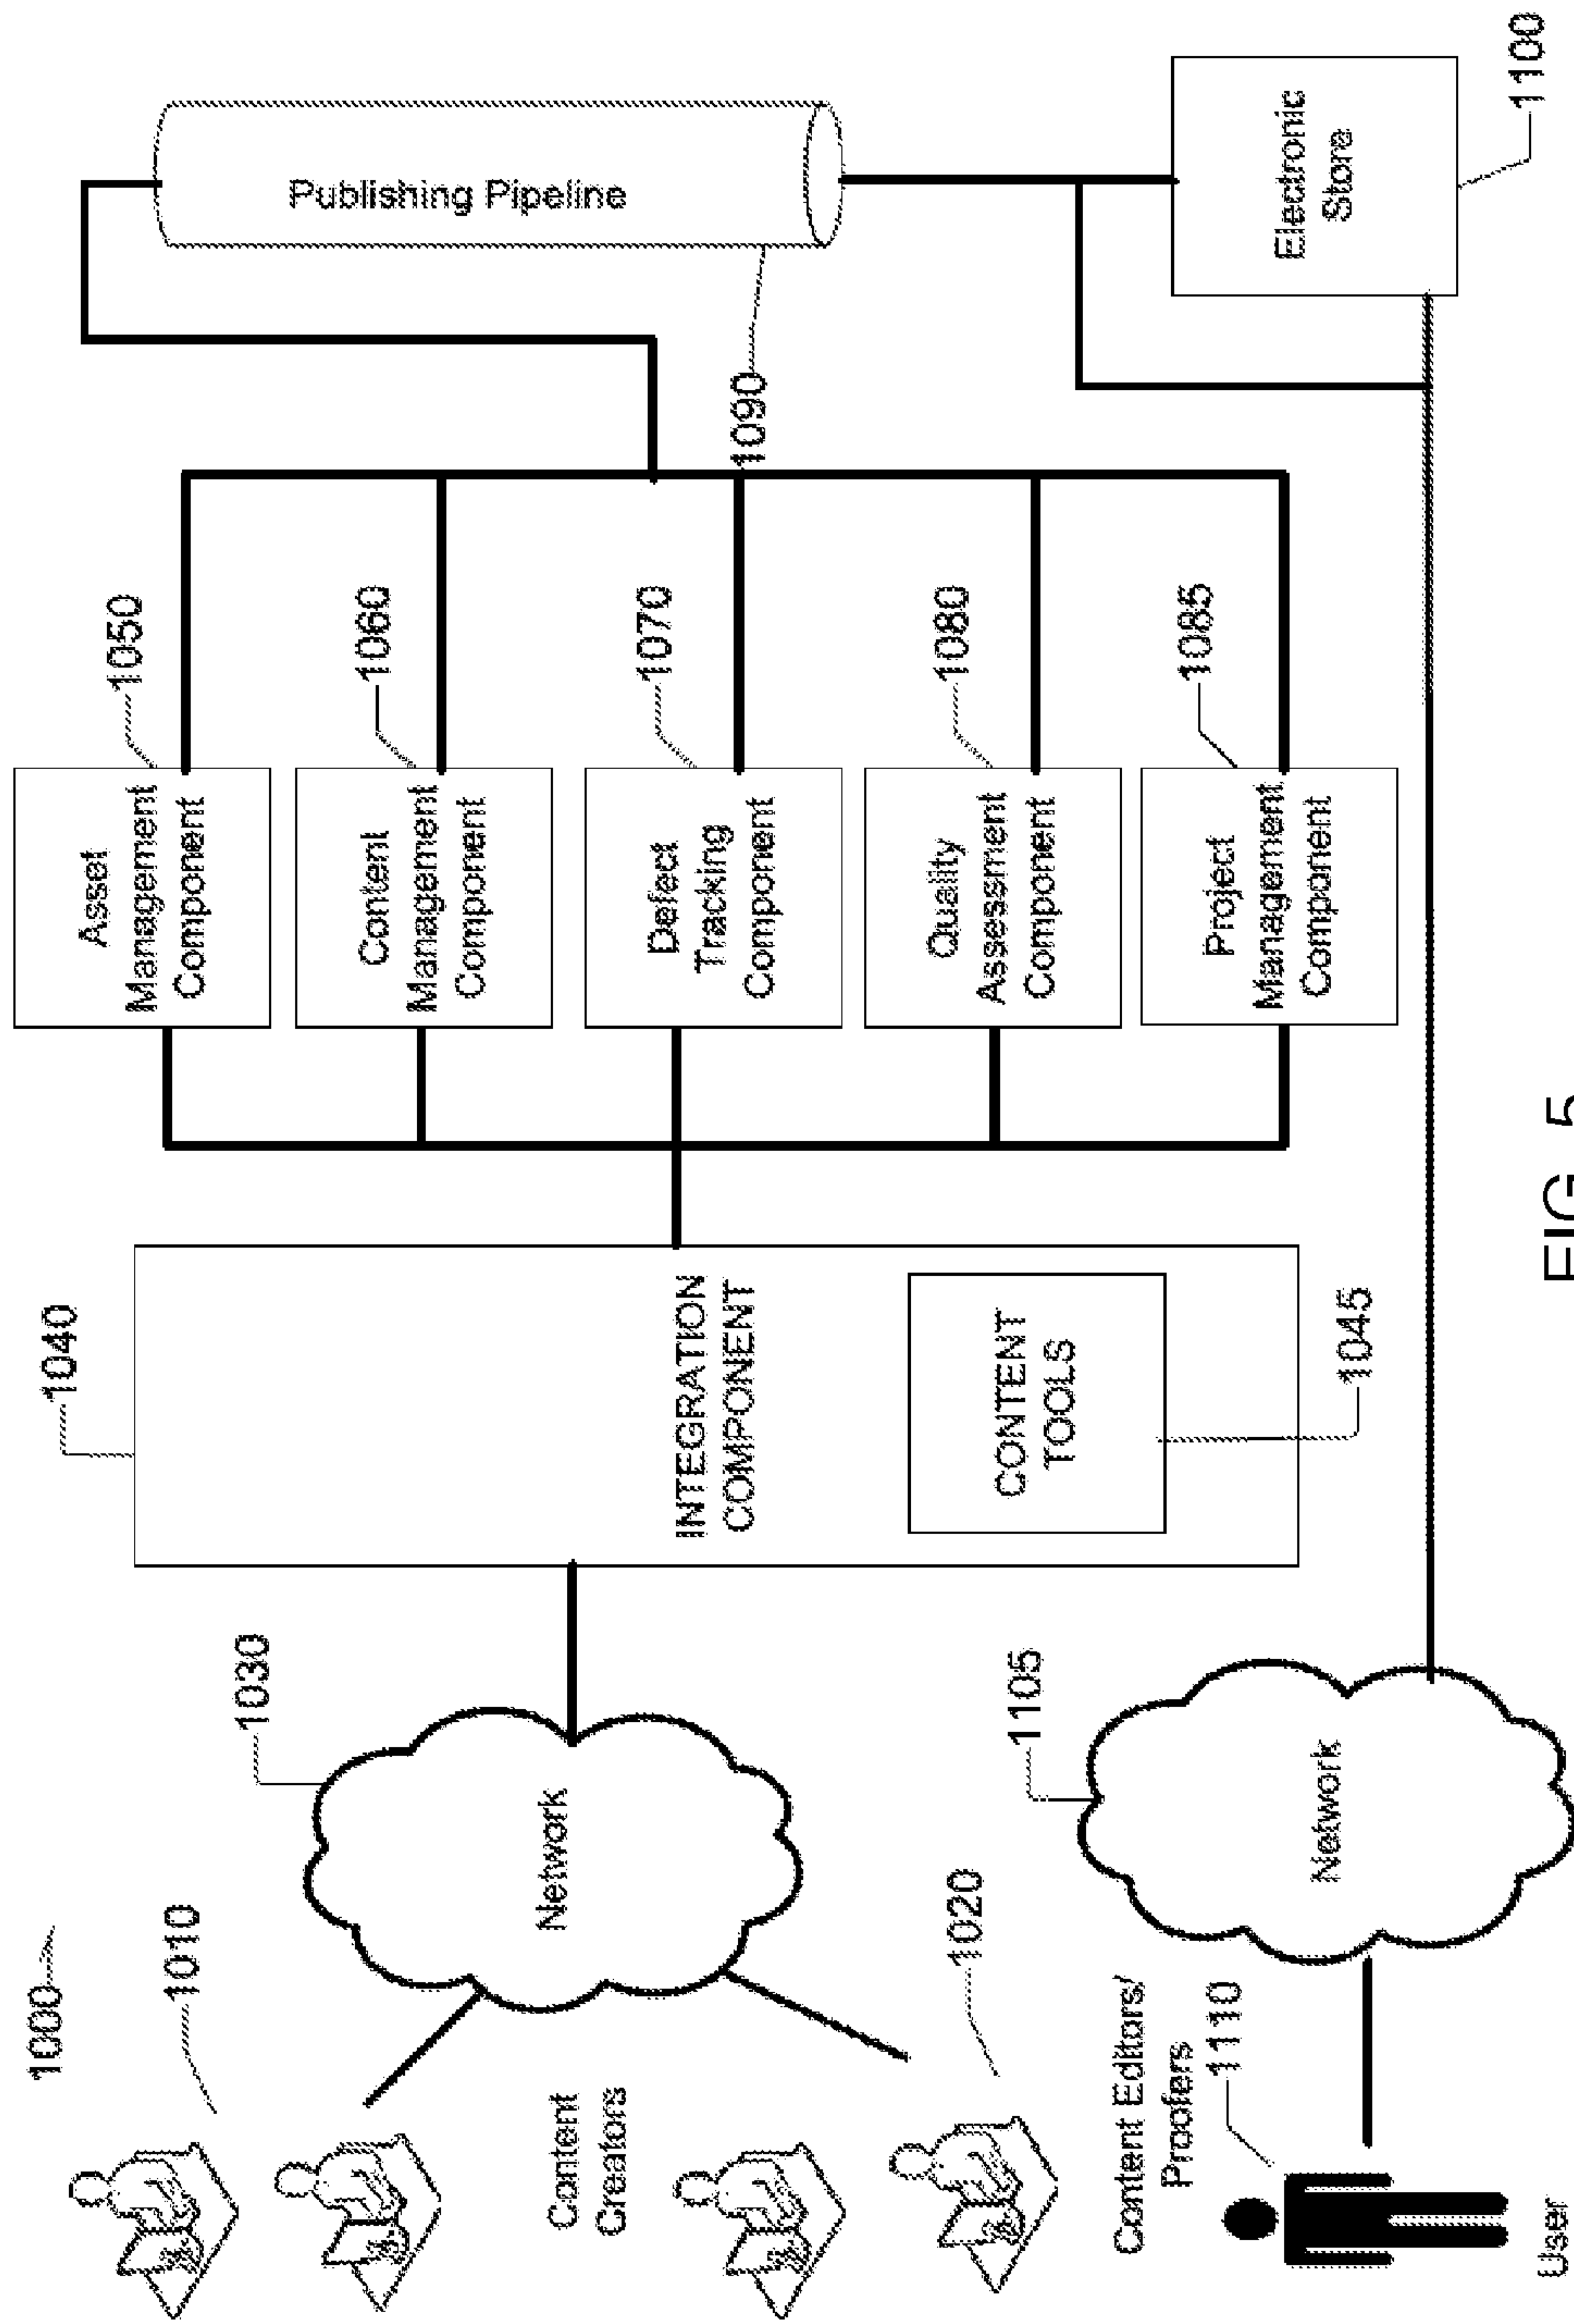 1000
1010
Content
Creators
1020
Content Editors/
Proofers
1110
User
1030
Network
1105
Network
1040
INTEGRATION
COMPONENT
CONTENT
TOOLS
1045
Asset
Management
Component
1050
Content
Management
Component
1060
Defect
Tracking
Component
1070
Quality
Assessment
Component
1080
Project
Management
Component
1085
Publishing Pipeline
1090
Electronic
Store
1100
FIG. 5